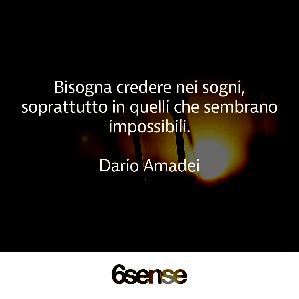 Bisogna credere nei sogni,
soprattutto in quelli che sembrano
impossibili.
Dario Amadei
6sense